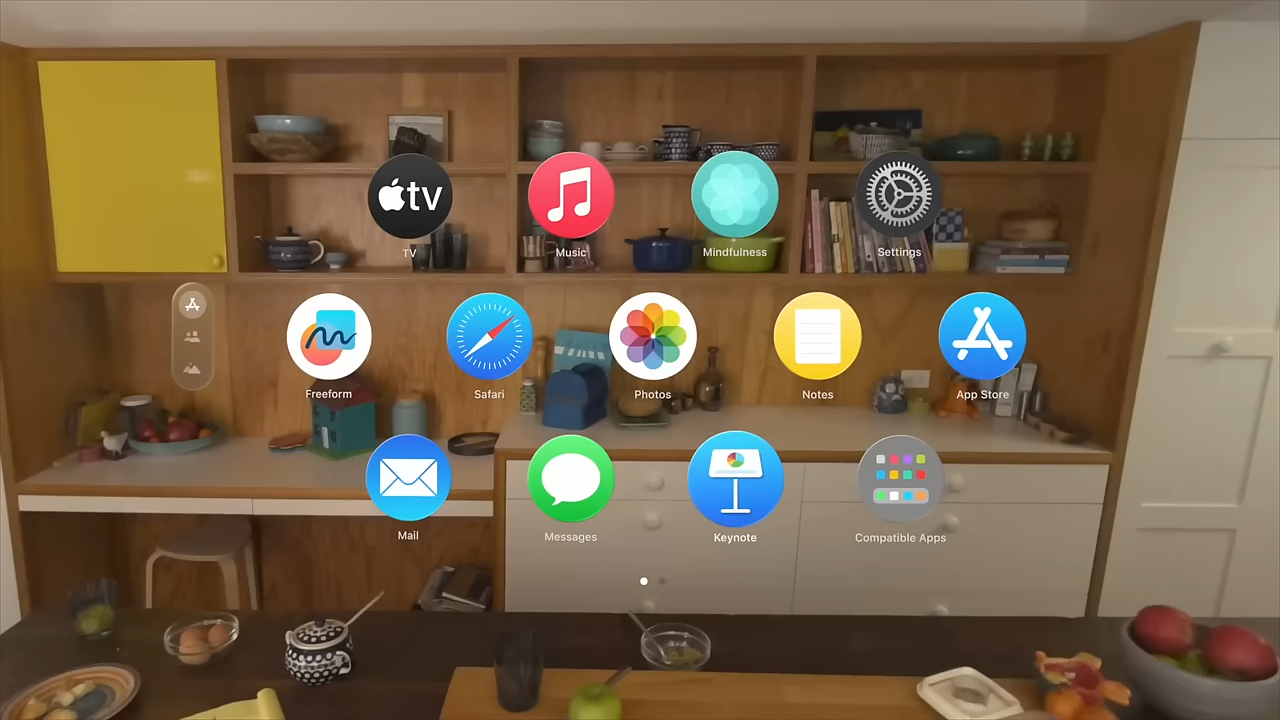 tv
TV
Music
Mindfulness
Settings
Freeform
Safari
Photos
Notes
App Store
Mail
Messages
Keynote
Compatible Apps